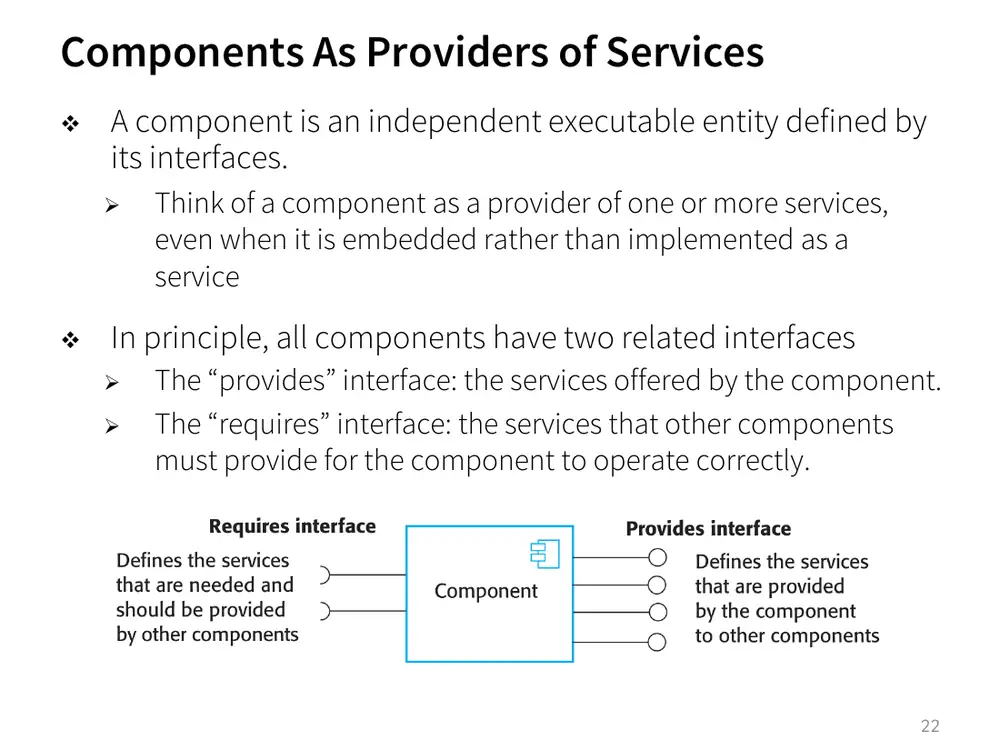 Components As Providers of Services
❖ A component is an independent executable entity defined by
its interfaces.
➢ Think of a component as a provider of one or more services,
even when it is embedded rather than implemented as a
service
❖ In principle, all components have two related interfaces
➢ The “provides” interface: the services offered by the component.
➢ The “requires” interface: the services that other components
must provide for the component to operate correctly.
Requires interface
Defines the services
that are needed and
should be provided
by other components
Component
Provides interface
Defines the services
that are provided
by the component
to other components
22